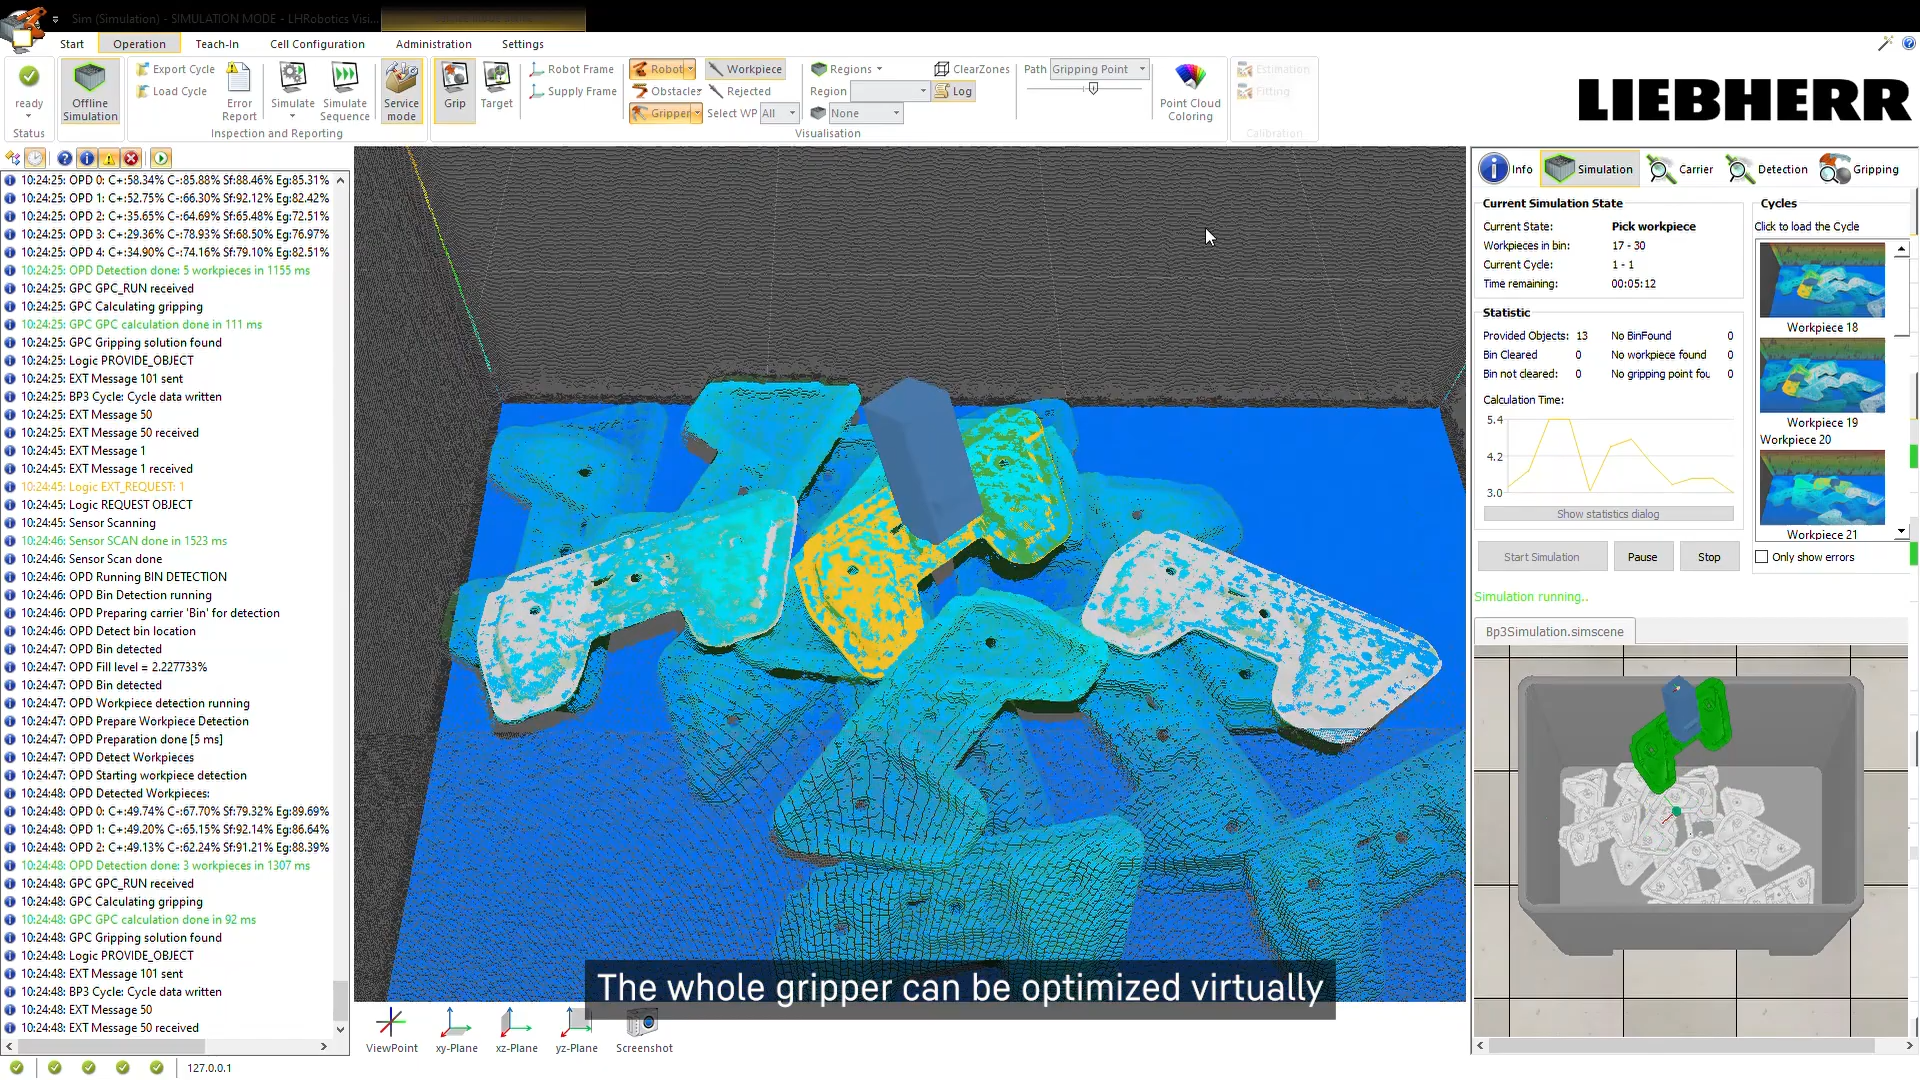 Sim (Simulation) - SIMULATION MODE - LHRobotics Visi...
Start
Operation
Teach-In
Cell Configuration
Administration
Settings
ready
Status
Offline
Simulation
Export Cycle
Load Cycle
Error
Report
Simulate
Simulate
Sequence
Service
mode
Inspection and Reporting
Grip
Target
Robot Frame
Supply Frame
Robot
Obstacles
Gripper
Workpiece
Rejected
Select WP All
Regions
Region
None
ClearZones
Log
Visualisation
Path Gripping Point
Point Cloud
Coloring
Estimation
Fitting
Calibration
LIEBHERR
10:24:25: OPD 0: C+:58.34% C-:85.88% Sf:88.46% Eg:85.31%
10:24:25: OPD 1: C+:52.75% C-:66.30% Sf:92.12% Eg:82.42%
10:24:25: OPD 2: C+:35.65% C-:64.69% Sf:65.48% Eg:72.51%
10:24:25: OPD 3: C+:29.36% C-:78.93% Sf:68.50% Eg:76.97%
10:24:25: OPD 4: C+:34.90% C-:74.16% Sf:79.10% Eg:82.51%
10:24:25: OPD Detection done: 5 workpieces in 1155 ms
10:24:25: GPC GPC_RUN received
10:24:25: GPC Calculating gripping
10:24:25: GPC GPC calculation done in 111 ms
10:24:25: GPC Gripping solution found
10:24:25: Logic PROVIDE_OBJECT
10:24:25: EXT Message 101 sent
10:24:25: BP3 Cycle: Cycle data written
10:24:25: EXT Message 50
10:24:25: EXT Message 50 received
10:24:45: EXT Message 1
10:24:45: EXT Message 1 received
10:24:45: Logic EXT_REQUEST: 1
10:24:45: Logic REQUEST OBJECT
10:24:45: Sensor Scanning
10:24:46: Sensor SCAN done in 1523 ms
10:24:46: Sensor Scan done
10:24:46: OPD Running BIN DETECTION
10:24:46: OPD Bin Detection running
10:24:46: OPD Preparing carrier 'Bin' for detection
10:24:46: OPD Detect bin location
10:24:47: OPD Bin detected
10:24:47: OPD Fill level = 2.227733%
10:24:47: OPD Bin detected
10:24:47: OPD Workpiece detection running
10:24:47: OPD Prepare Workpiece Detection
10:24:47: OPD Preparation done [5 ms]
10:24:47: OPD Detect Workpieces
10:24:47: OPD Starting workpiece detection
10:24:48: OPD Detected Workpieces:
10:24:48: OPD 0: C+:49.74% C-:67.70% Sf:79.32% Eg:89.69%
10:24:48: OPD 1: C+:49.20% C-:65.15% Sf:92.14% Eg:86.64%
10:24:48: OPD 2: C+:49.13% C-:62.24% Sf:91.21% Eg:88.39%
10:24:48: OPD Detection done: 3 workpieces in 1307 ms
10:24:48: GPC GPC_RUN received
10:24:48: GPC Calculating gripping
10:24:48: GPC GPC calculation done in 92 ms
10:24:48: GPC Gripping solution found
10:24:48: Logic PROVIDE_OBJECT
10:24:48: EXT Message 101 sent
10:24:48: BP3 Cycle: Cycle data written
10:24:48: EXT Message 50
10:24:48: EXT Message 50 received
The whole gripper can be optimized virtually
ViewPoint
xy-Plane
xz-Plane
yz-Plane
Screenshot
127.0.0.1
Info
Simulation
Carrier
Detection
Gripping
Current Simulation State
Current State: Pick workpiece
Workpieces in bin: 17 - 30
Current Cycle: 1 - 1
Time remaining: 00:05:12
Statistic
Provided Objects: 13 No BinFound 0
Bin Cleared 0 No workpiece found 0
Bin not cleared: 0 No gripping point fou 0
Calculation Time:
5.4
4.2
3.0
Show statistics dialog
Start Simulation
Pause
Stop
Cycles
Click to load the Cycle
Workpiece 18
Workpiece 19
Workpiece 20
Workpiece 21
Only show errors
Simulation running..
Bp3Simulation.simscene